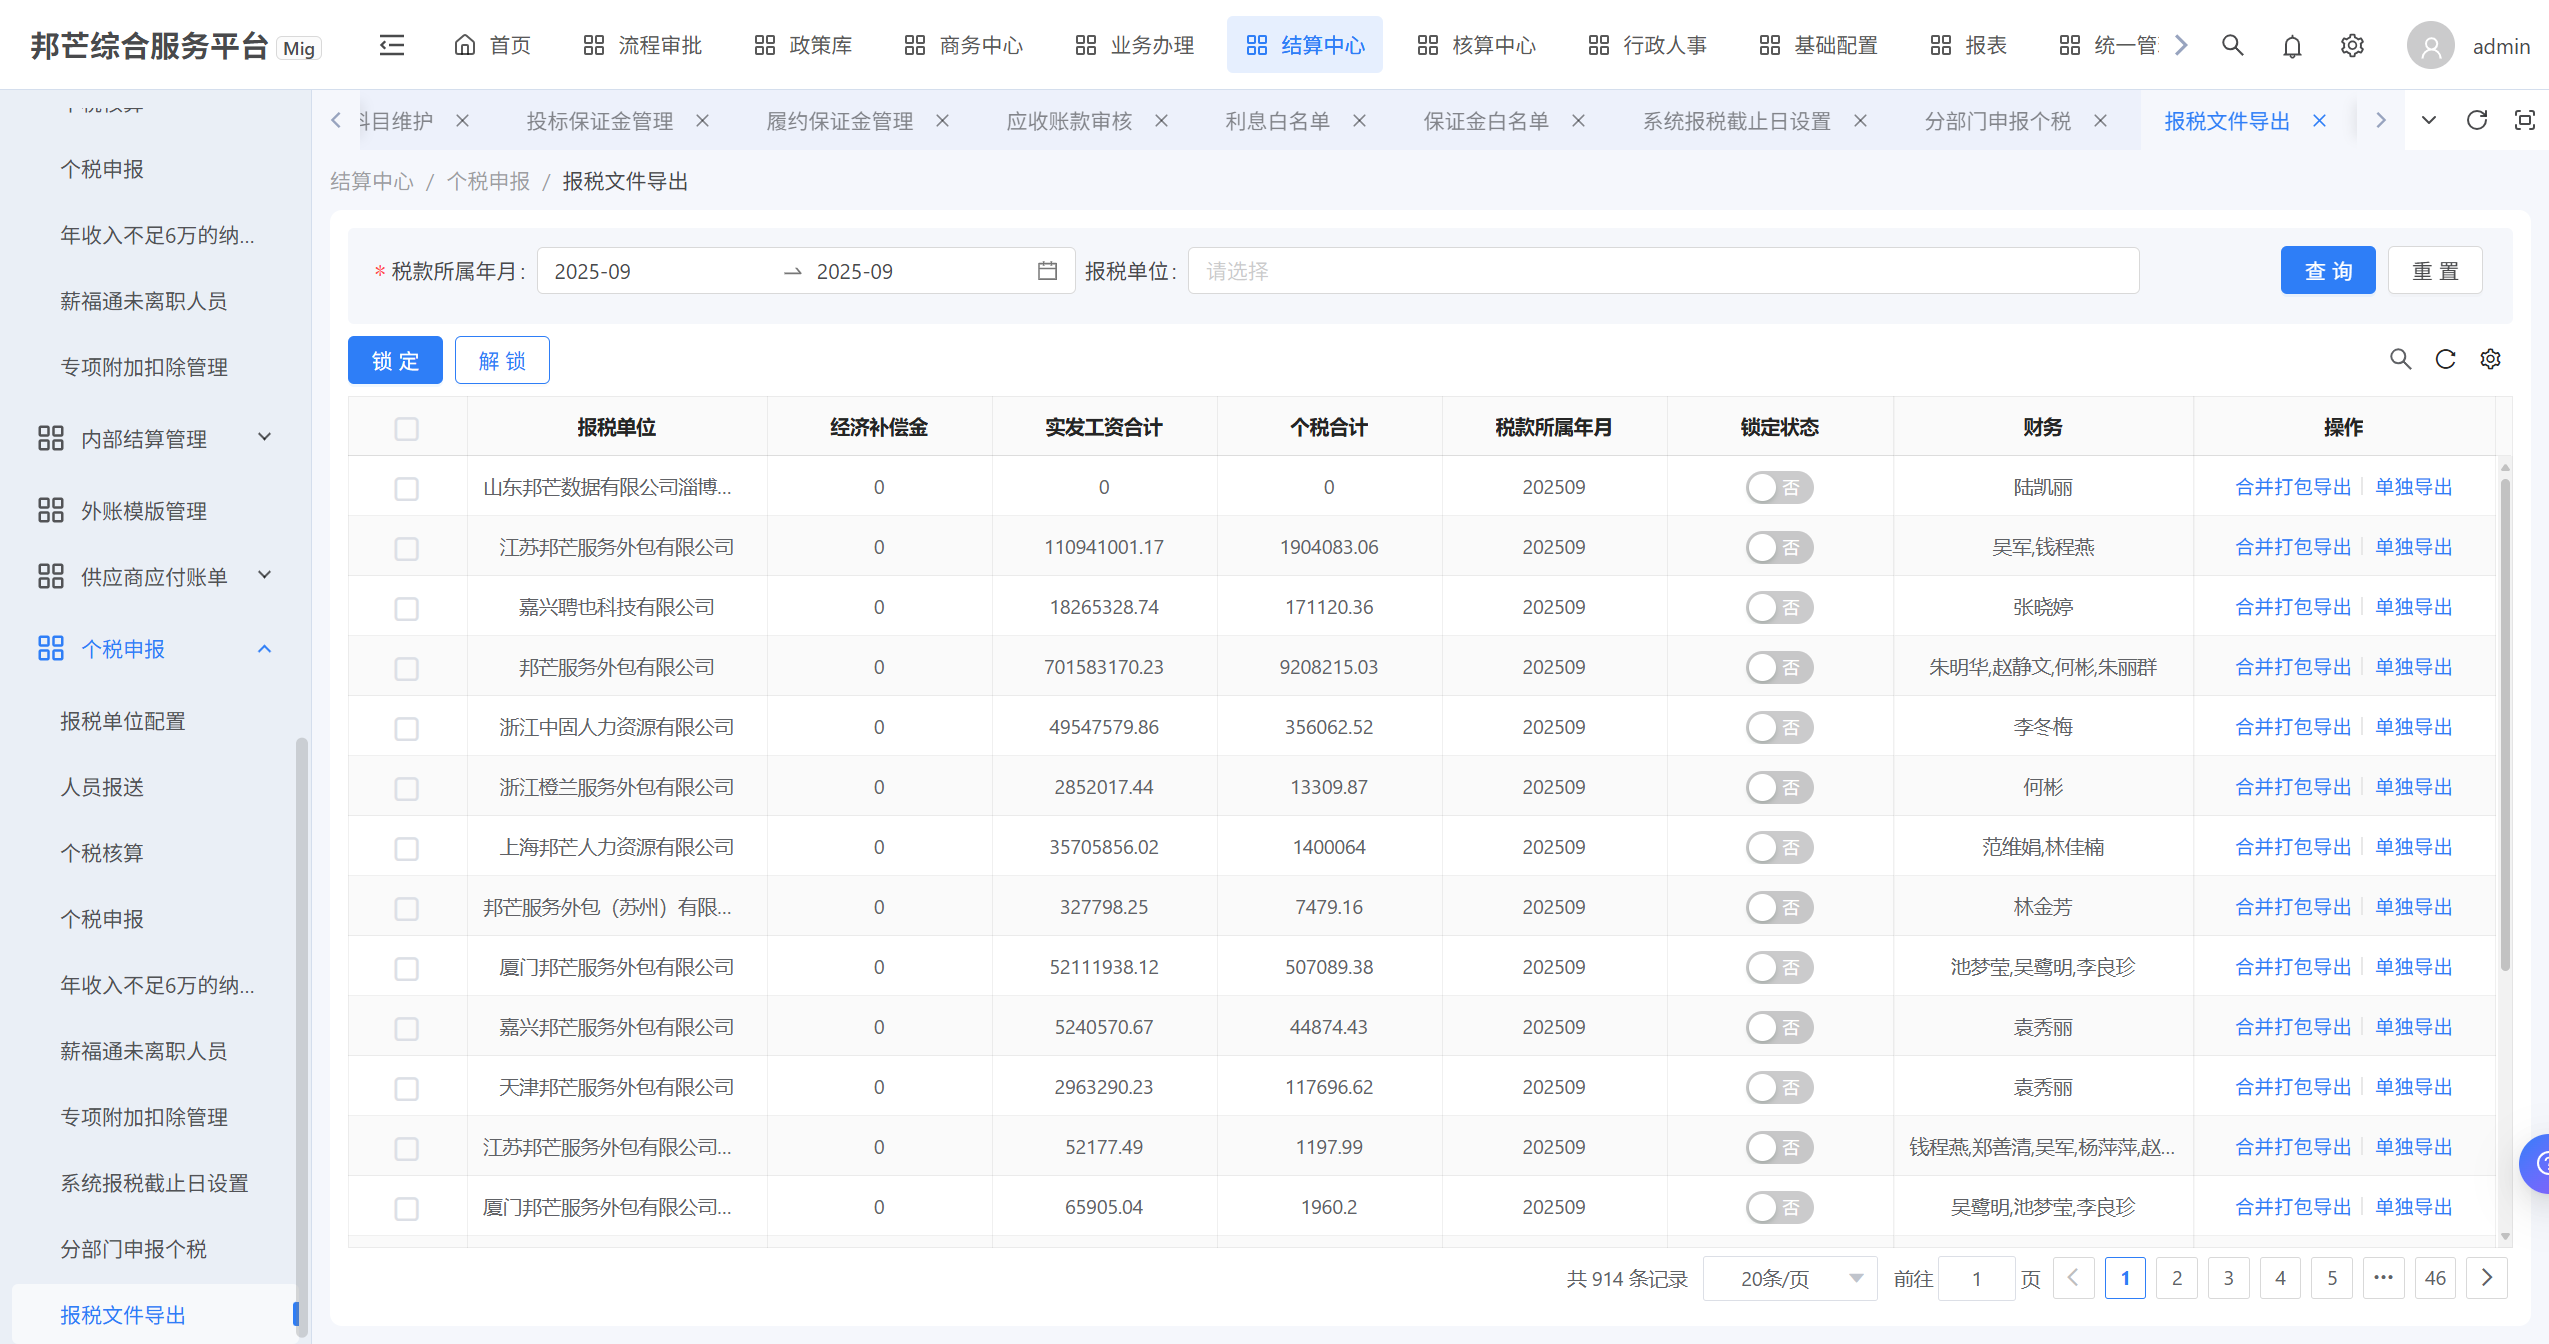 邦芒综合服务平台 Mig
首页 流程审批 政策库 商务中心 业务办理 结算中心 核算中心 行政人事 基础配置 报表 统一管
admin
科目维护 投标保证金管理 履约保证金管理 应收账款审核 利息白名单 保证金白名单 系统报税截止日设置 分部门申报个税 报税文件导出
结算中心 / 个税申报 / 报税文件导出
个税核算
个税申报
年收入不足6万的纳...
薪福通未离职人员
专项附加扣除管理
内部结算管理
外账模版管理
供应商应付账单
个税申报
报税单位配置
人员报送
个税核算
个税申报
年收入不足6万的纳...
薪福通未离职人员
专项附加扣除管理
系统报税截止日设置
分部门申报个税
报税文件导出
* 税款所属年月: 2025-09 → 2025-09 报税单位: 请选择 查 询 重 置
锁 定 解 锁
报税单位 经济补偿金 实发工资合计 个税合计 税款所属年月 锁定状态 财务 操作
山东邦芒数据有限公司淄博... 0 0 0 202509 否 陆凯丽 合并打包导出 单独导出
江苏邦芒服务外包有限公司 0 110941001.17 1904083.06 202509 否 吴军,钱程燕 合并打包导出 单独导出
嘉兴聘也科技有限公司 0 18265328.74 171120.36 202509 否 张晓婷 合并打包导出 单独导出
邦芒服务外包有限公司 0 701583170.23 9208215.03 202509 否 朱明华,赵静文,何彬,朱丽群 合并打包导出 单独导出
浙江中固人力资源有限公司 0 49547579.86 356062.52 202509 否 李冬梅 合并打包导出 单独导出
浙江橙兰服务外包有限公司 0 2852017.44 13309.87 202509 否 何彬 合并打包导出 单独导出
上海邦芒人力资源有限公司 0 35705856.02 1400064 202509 否 范维娟,林佳楠 合并打包导出 单独导出
邦芒服务外包（苏州）有限... 0 327798.25 7479.16 202509 否 林金芳 合并打包导出 单独导出
厦门邦芒服务外包有限公司 0 52111938.12 507089.38 202509 否 池梦莹,吴鹭明,李良珍 合并打包导出 单独导出
嘉兴邦芒服务外包有限公司 0 5240570.67 44874.43 202509 否 袁秀丽 合并打包导出 单独导出
天津邦芒服务外包有限公司 0 2963290.23 117696.62 202509 否 袁秀丽 合并打包导出 单独导出
江苏邦芒服务外包有限公司... 0 52177.49 1197.99 202509 否 钱程燕,郑善清,吴军,杨萍萍,赵... 合并打包导出 单独导出
厦门邦芒服务外包有限公司... 0 65905.04 1960.2 202509 否 吴鹭明,池梦莹,李良珍 合并打包导出 单独导出
共 914 条记录 20条/页 前往 1 页 1 2 3 4 5 ••• 46